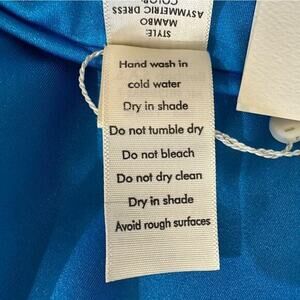 STYLE:
MAMBO
ASYMMETRIC DRESS
COLOR:
Hand wash in
cold water
Dry in shade
Do not tumble dry
Do not bleach
Do not dry clean
Dry in shade
Avoid rough surfaces